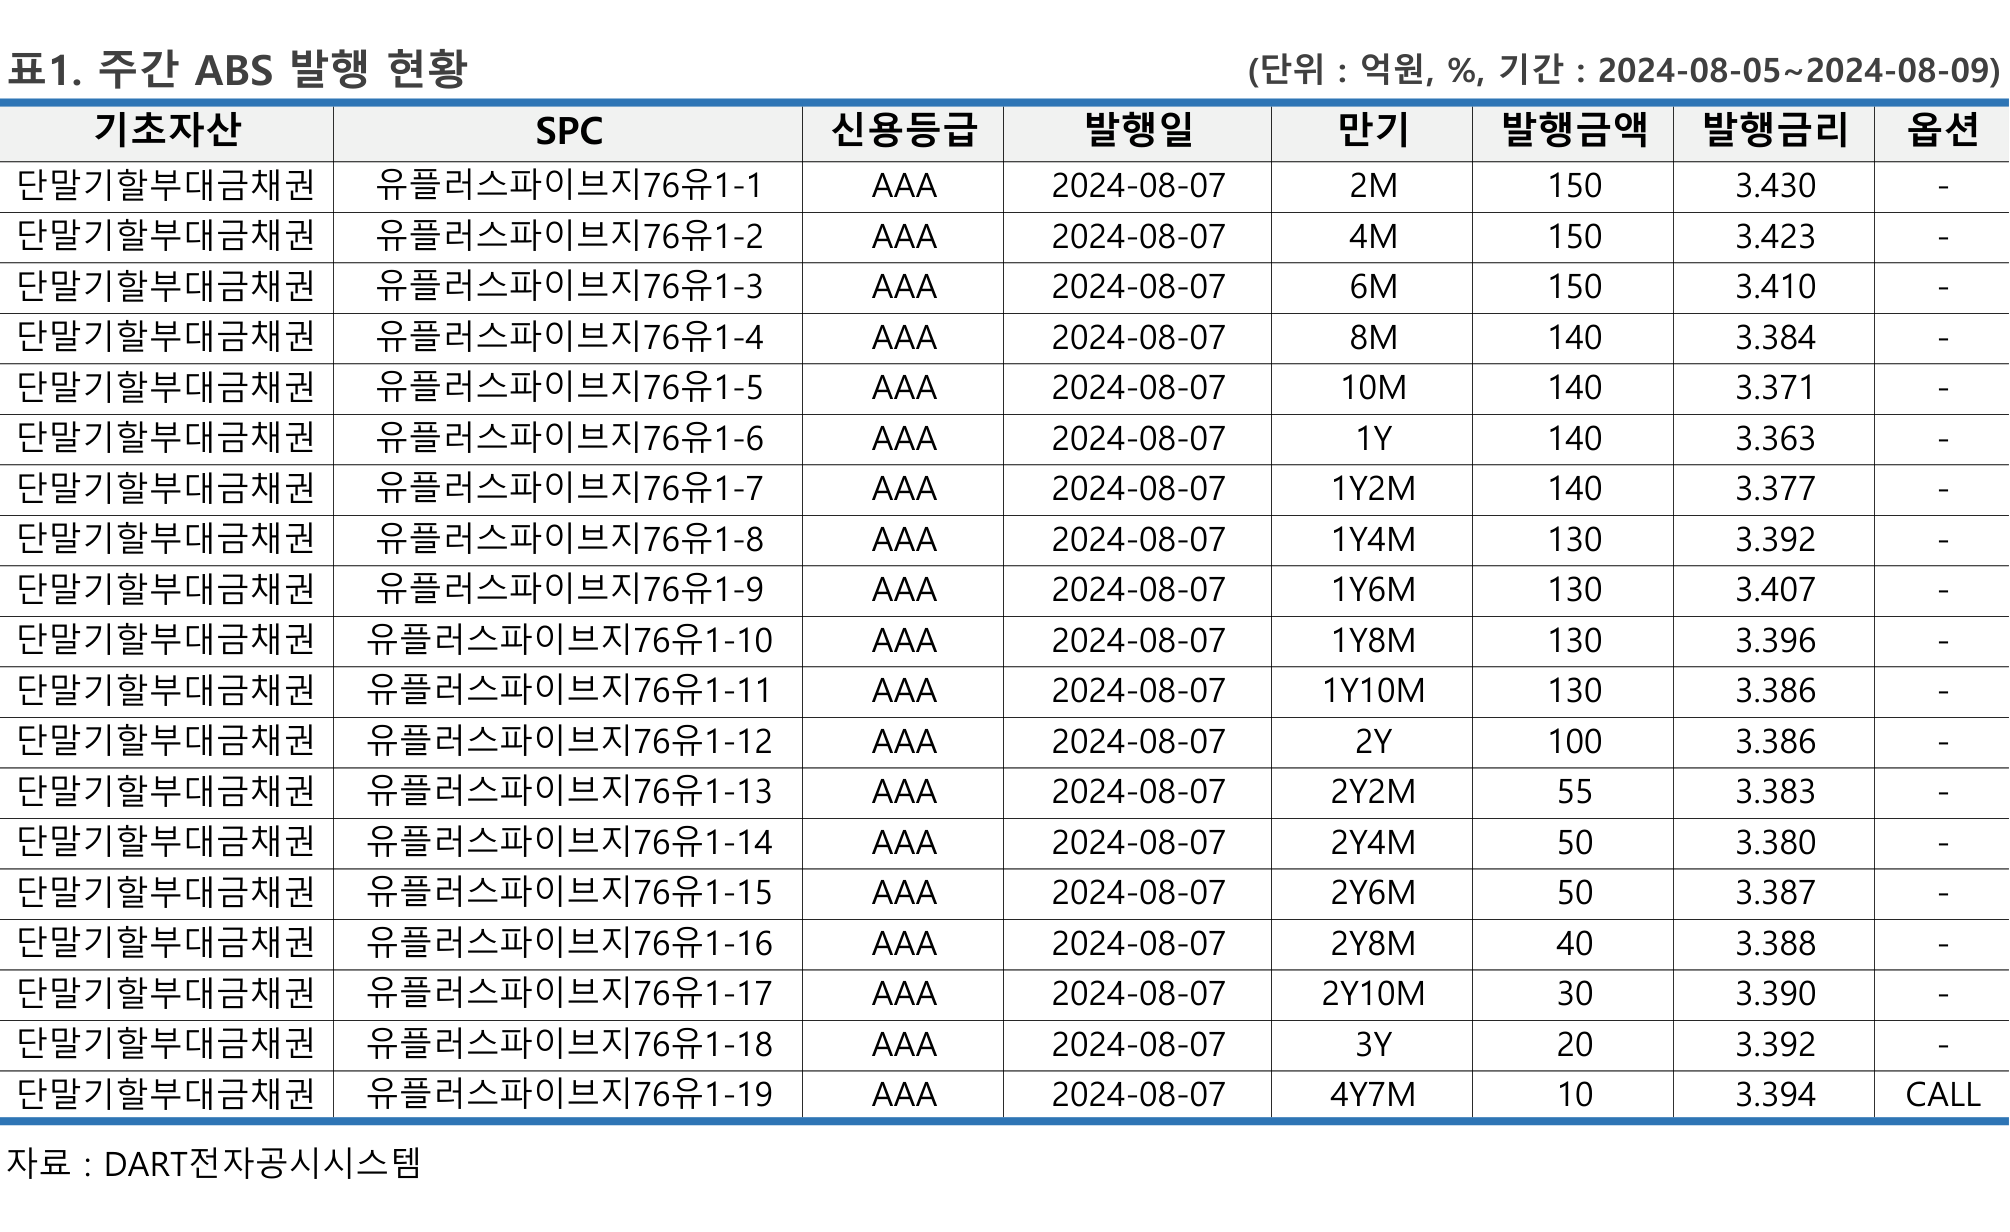 표1. 주간 ABS 발행 현황 (단위 : 억원, %, 기간 : 2024-08-05~2024-08-09)
기초자산 SPC 신용등급 발행일 만기 발행금액 발행금리 옵션
단말기할부대금채권 유플러스파이브지76유1-1 AAA 2024-08-07 2M 150 3.430 -
단말기할부대금채권 유플러스파이브지76유1-2 AAA 2024-08-07 4M 150 3.423 -
단말기할부대금채권 유플러스파이브지76유1-3 AAA 2024-08-07 6M 150 3.410 -
단말기할부대금채권 유플러스파이브지76유1-4 AAA 2024-08-07 8M 140 3.384 -
단말기할부대금채권 유플러스파이브지76유1-5 AAA 2024-08-07 10M 140 3.371 -
단말기할부대금채권 유플러스파이브지76유1-6 AAA 2024-08-07 1Y 140 3.363 -
단말기할부대금채권 유플러스파이브지76유1-7 AAA 2024-08-07 1Y2M 140 3.377 -
단말기할부대금채권 유플러스파이브지76유1-8 AAA 2024-08-07 1Y4M 130 3.392 -
단말기할부대금채권 유플러스파이브지76유1-9 AAA 2024-08-07 1Y6M 130 3.407 -
단말기할부대금채권 유플러스파이브지76유1-10 AAA 2024-08-07 1Y8M 130 3.396 -
단말기할부대금채권 유플러스파이브지76유1-11 AAA 2024-08-07 1Y10M 130 3.386 -
단말기할부대금채권 유플러스파이브지76유1-12 AAA 2024-08-07 2Y 100 3.386 -
단말기할부대금채권 유플러스파이브지76유1-13 AAA 2024-08-07 2Y2M 55 3.383 -
단말기할부대금채권 유플러스파이브지76유1-14 AAA 2024-08-07 2Y4M 50 3.380 -
단말기할부대금채권 유플러스파이브지76유1-15 AAA 2024-08-07 2Y6M 50 3.387 -
단말기할부대금채권 유플러스파이브지76유1-16 AAA 2024-08-07 2Y8M 40 3.388 -
단말기할부대금채권 유플러스파이브지76유1-17 AAA 2024-08-07 2Y10M 30 3.390 -
단말기할부대금채권 유플러스파이브지76유1-18 AAA 2024-08-07 3Y 20 3.392 -
단말기할부대금채권 유플러스파이브지76유1-19 AAA 2024-08-07 4Y7M 10 3.394 CALL
자료 : DART전자공시시스템